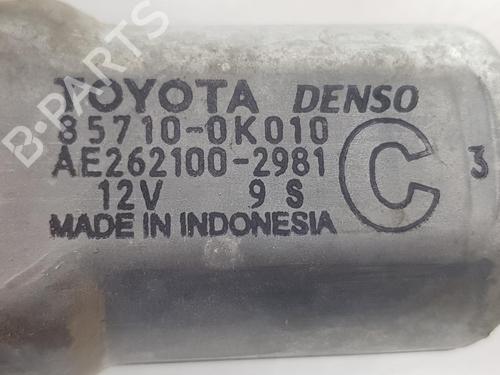 TOYOTA DENSO
85710-0K010
AE262100-2981
12V 9 S
C 3
MADE IN INDONESIA
B-PARTS